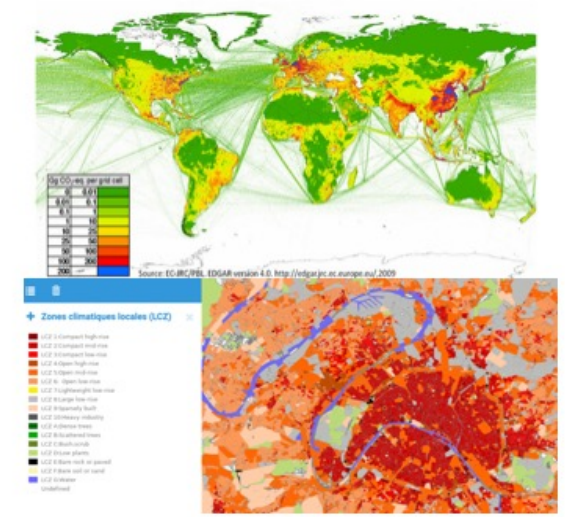 Gg CO2-eq. per grid cell
0 0.01
0.01 0.1
0.1 1
1 10
10 25
25 50
50 100
100 200
200
Source: EC-JRC/PBL. EDGAR version 4.0. http://edgar.jrc.ec.europe.eu/,2009
Zones climatiques locales (LCZ)
LCZ 1:Compact high-rise
LCZ 2:Compact mid-rise
LCZ 3:Compact low-rise
LCZ 4:Open high-rise
LCZ 5:Open mid-rise
LCZ 6: Open low-rise
LCZ 7:Lightweight low-rise
LCZ 8:Large low-rise
LCZ 9:Sparsely built
LCZ 10:Heavy industry
LCZ A:Dense trees
LCZ B:Scattered trees
LCZ C:Bush,scrub
LCZ D:Low plants
LCZ E:Bare rock or paved
LCZ F:Bare soil or sand
LCZ G:Water
Undefined